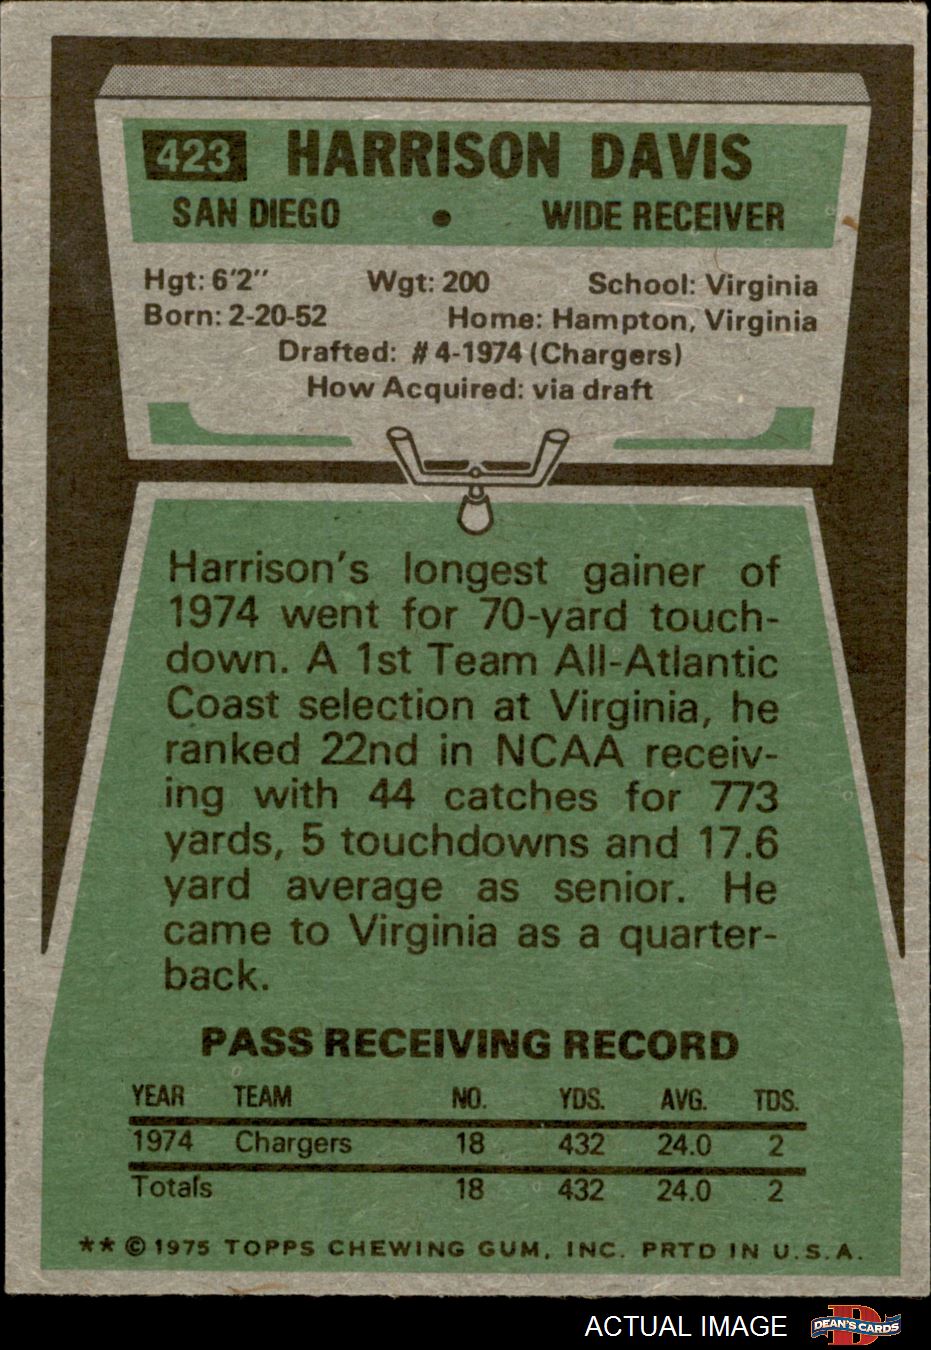 423 HARRISON DAVIS
SAN DIEGO • WIDE RECEIVER
Hgt: 6'2" Wgt: 200 School: Virginia
Born: 2-20-52 Home: Hampton, Virginia
Drafted: #4-1974 (Chargers)
How Acquired: via draft
Harrison's longest gainer of
1974 went for 70-yard touch-
down. A 1st Team All-Atlantic
Coast selection at Virginia, he
ranked 22nd in NCAA receiv-
ing with 44 catches for 773
yards, 5 touchdowns and 17.6
yard average as senior. He
came to Virginia as a quarter-
back.
PASS RECEIVING RECORD
YEAR TEAM NO. YDS. AVG. TDS.
1974 Chargers 18 432 24.0 2
Totals 18 432 24.0 2
** © 1975 TOPPS CHEWING GUM, INC. PRTD IN U.S.A.
ACTUAL IMAGE DEAN'S CARDS